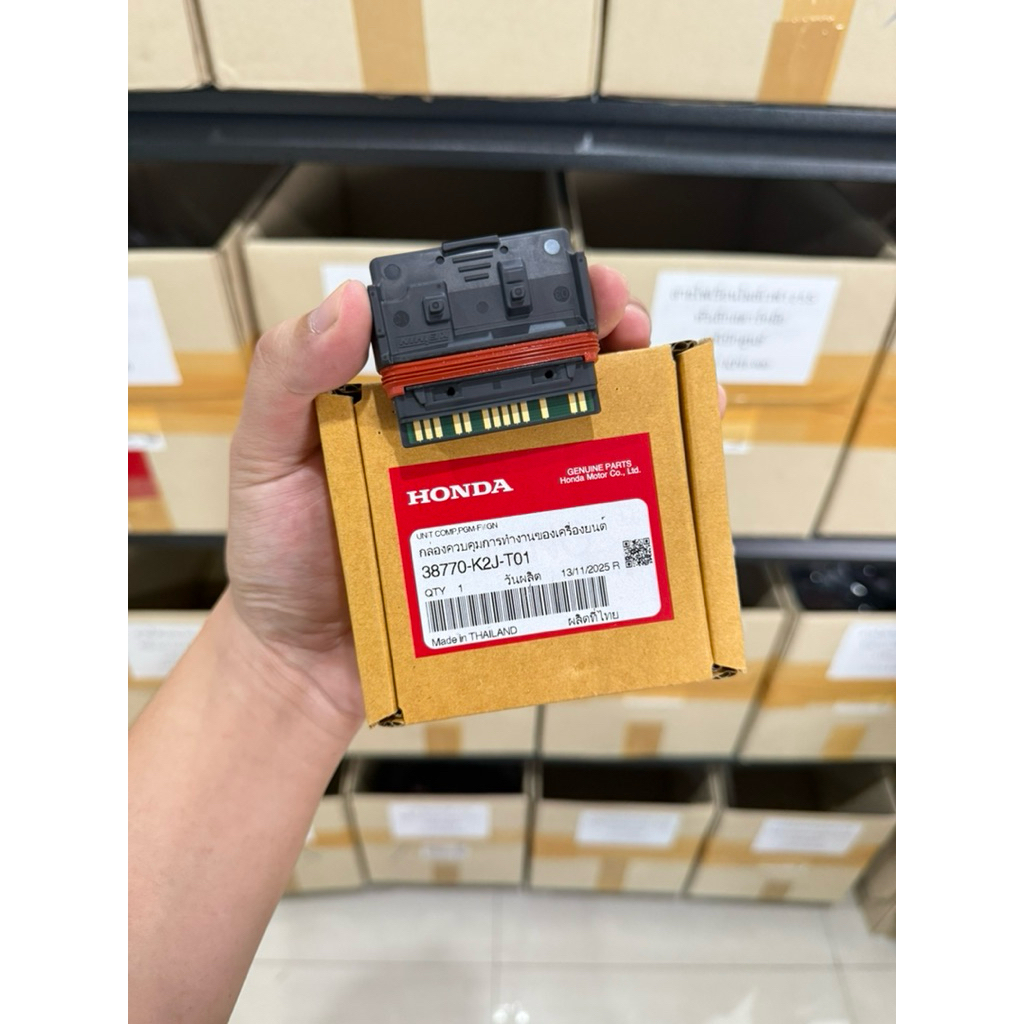 HONDA
GENUINE PARTS
Honda Motor Co., Ltd.
UNIT COMP,PGM-FI/GN
กล่องควบคุมการทำงานของเครื่องยนต์
38770-K2J-T01
QTY 1 วันผลิต 13/11/2025 R
Made in THAILAND ผลิตที่ไทย